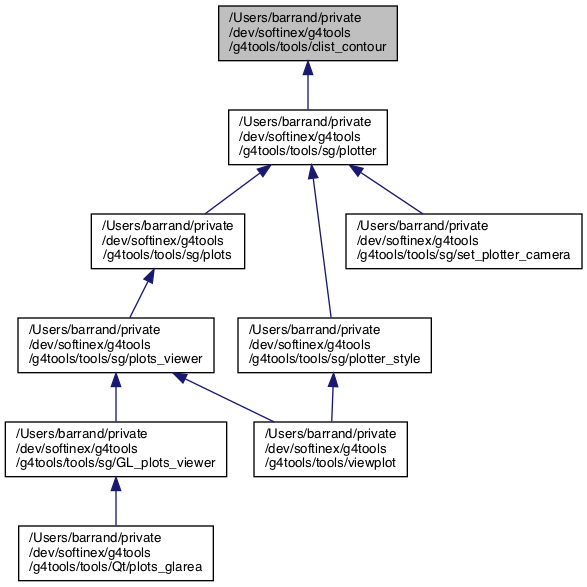 /Users/barrand/private
/dev/softinex/g4tools
/g4tools/tools/clist_contour
/Users/barrand/private
/dev/softinex/g4tools
/g4tools/tools/sg/plotter
/Users/barrand/private
/dev/softinex/g4tools
/g4tools/tools/sg/plots
/Users/barrand/private
/dev/softinex/g4tools
/g4tools/tools/sg/set_plotter_camera
/Users/barrand/private
/dev/softinex/g4tools
/g4tools/tools/sg/plots_viewer
/Users/barrand/private
/dev/softinex/g4tools
/g4tools/tools/sg/plotter_style
/Users/barrand/private
/dev/softinex/g4tools
/g4tools/tools/sg/GL_plots_viewer
/Users/barrand/private
/dev/softinex/g4tools
/g4tools/tools/viewplot
/Users/barrand/private
/dev/softinex/g4tools
/g4tools/tools/Qt/plots_glarea